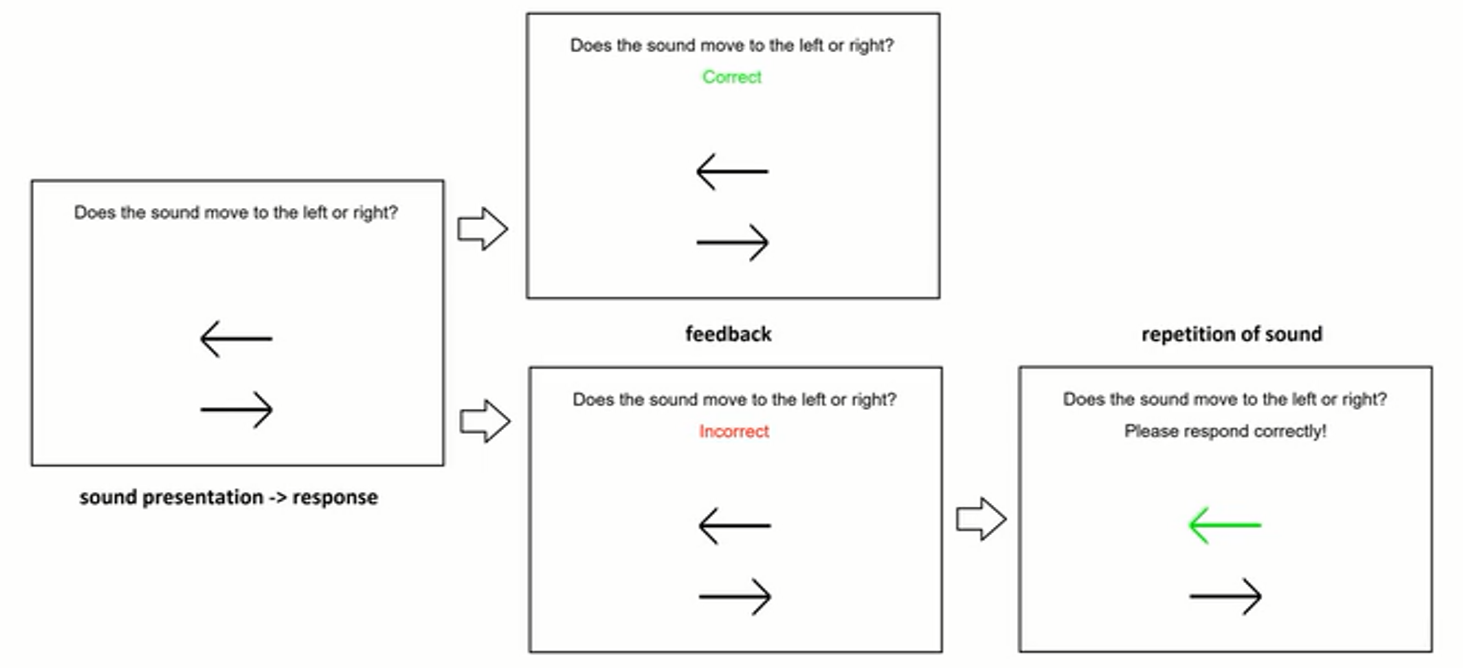 Does the sound move to the left or right?
sound presentation -> response
Does the sound move to the left or right?
Correct
feedback
Does the sound move to the left or right?
Incorrect
repetition of sound
Does the sound move to the left or right?
Please respond correctly!